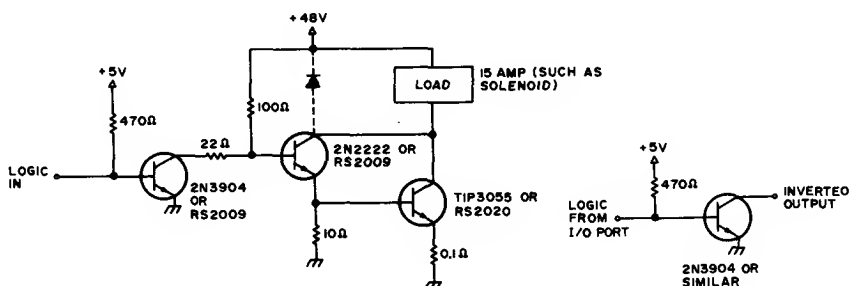 +48V
+5V
LOAD
15 AMP (SUCH AS
SOLENOID)
470Ω
100Ω
22Ω
2N2222 OR
RS2009
LOGIC
IN
2N3904
OR
RS2009
TIP3055 OR
RS2020
10Ω
0.1Ω
+5V
470Ω
LOGIC
FROM
I/O PORT
INVERTED
OUTPUT
2N3904 OR
SIMILAR